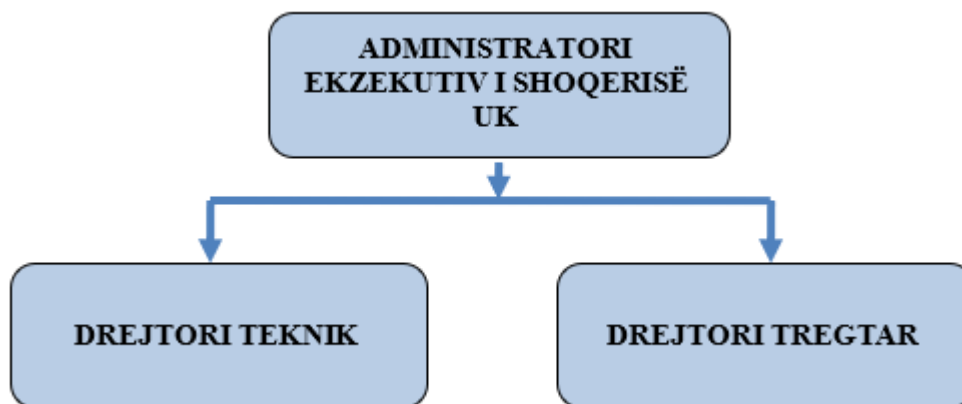 ADMINISTRATORI
EKZEKUTIV I SHOQERISË
UK
DREJTORI TEKNIK
DREJTORI TREGTAR